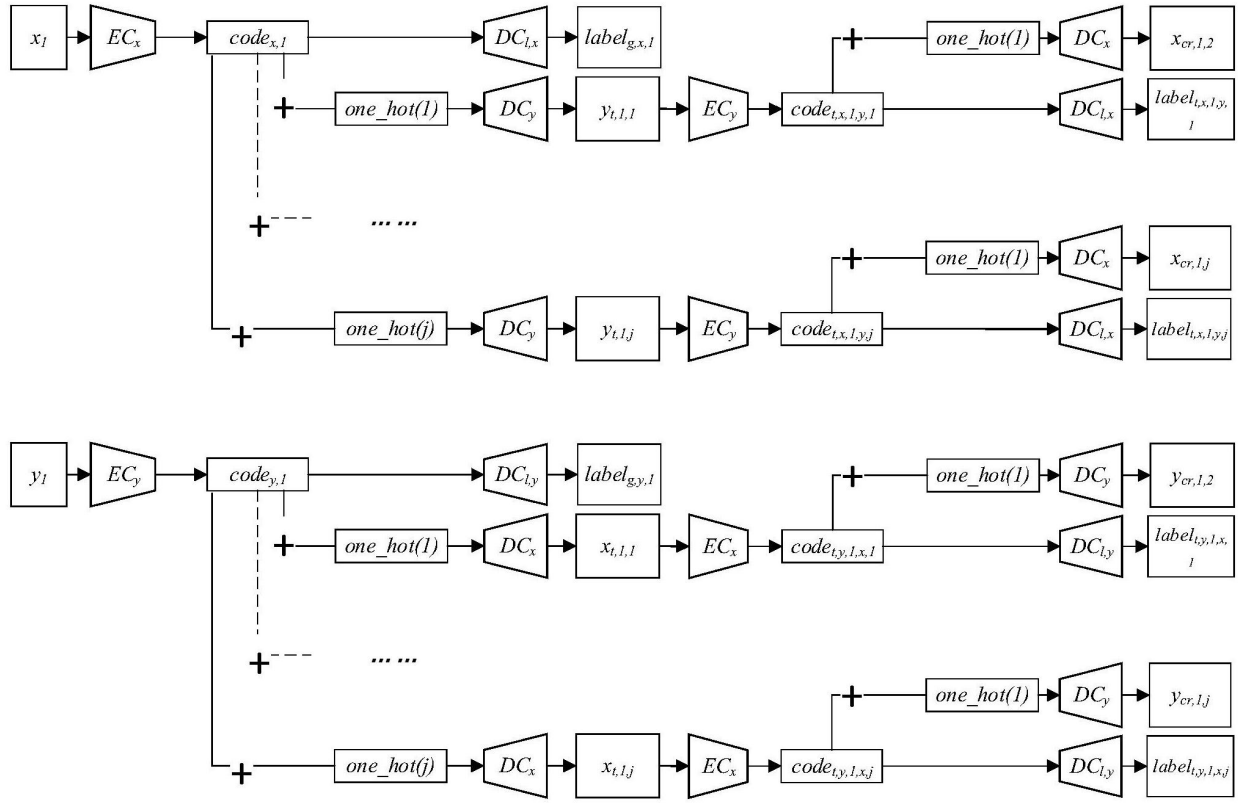 x1 ECx codex,1 DCl,x labelg,x,1 one_hot(1) DCx xcr,1,2
one_hot(1) DCy yt,1,1 ECy codet,x,1,y,1 DCl,x labelt,x,1,y,
1
... ...
one_hot(1) DCx xcr,1,j
one_hot(j) DCy yt,1,j ECy codet,x,1,y,j DCl,x labelt,x,1,y,j
y1 ECy codey,1 DCl,y labelg,y,1 one_hot(1) DCy ycr,1,2
one_hot(1) DCx xt,1,1 ECx codet,y,1,x,1 DCl,y labelt,y,1,x,
1
... ...
one_hot(1) DCy ycr,1,j
one_hot(j) DCx xt,1,j ECx codet,y,1,x,j DCl,y labelt,y,1,x,j